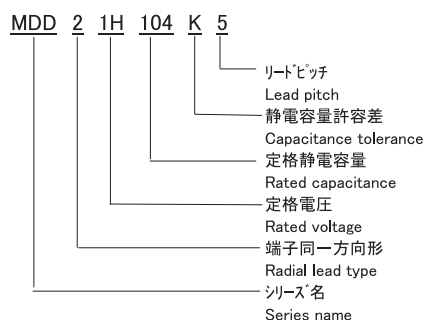 MDD 2 1H 104 K 5
リードピッチ
Lead pitch
静電容量許容差
Capacitance tolerance
定格静電容量
Rated capacitance
定格電圧
Rated voltage
端子同一方向形
Radial lead type
シリーズ名
Series name